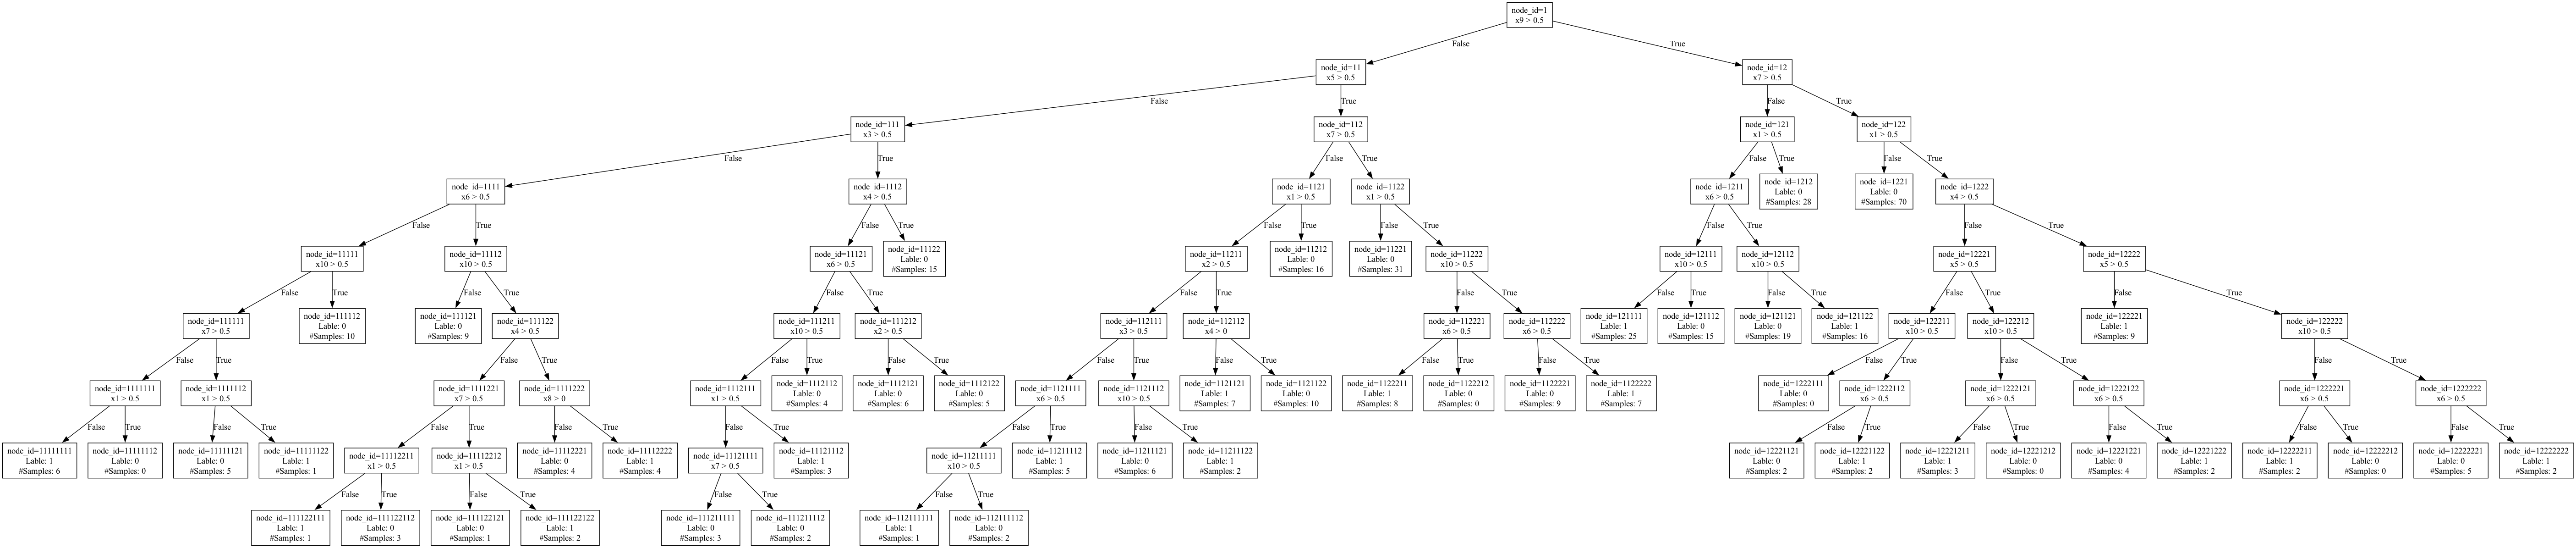 node_id=1
x9 > 0.5
False
True
node_id=11
x5 > 0.5
node_id=12
x7 > 0.5
False
True
False
True
node_id=111
x3 > 0.5
node_id=112
x7 > 0.5
node_id=121
x1 > 0.5
node_id=122
x1 > 0.5
False
True
False
True
False
True
False
True
node_id=1111
x6 > 0.5
node_id=1112
x4 > 0.5
node_id=1121
x1 > 0.5
node_id=1122
x1 > 0.5
node_id=1211
x6 > 0.5
node_id=1212
Lable: 0
#Samples: 28
node_id=1221
Lable: 0
#Samples: 70
node_id=1222
x4 > 0.5
False
True
False
True
False
True
False
True
False
True
False
True
node_id=11111
x10 > 0.5
node_id=11112
x10 > 0.5
node_id=11121
x6 > 0.5
node_id=11122
Lable: 0
#Samples: 15
node_id=11211
x2 > 0.5
node_id=11212
Lable: 0
#Samples: 16
node_id=11221
Lable: 0
#Samples: 31
node_id=11222
x10 > 0.5
node_id=12111
x10 > 0.5
node_id=12112
x10 > 0.5
node_id=12221
x5 > 0.5
node_id=12222
x5 > 0.5
False
True
False
True
False
True
False
True
False
True
False
True
False
True
False
True
False
True
node_id=111111
x7 > 0.5
node_id=111112
Lable: 0
#Samples: 10
node_id=111121
Lable: 0
#Samples: 9
node_id=111122
x4 > 0.5
node_id=111211
x10 > 0.5
node_id=111212
x2 > 0.5
node_id=112111
x3 > 0.5
node_id=112112
x4 > 0
node_id=112221
x6 > 0.5
node_id=112222
x6 > 0.5
node_id=121111
Lable: 1
#Samples: 25
node_id=121112
Lable: 0
#Samples: 15
node_id=121121
Lable: 0
#Samples: 19
node_id=121122
Lable: 1
#Samples: 16
node_id=122211
x10 > 0.5
node_id=122212
x10 > 0.5
node_id=122221
Lable: 1
#Samples: 9
node_id=122222
x10 > 0.5
False
True
False
True
False
True
False
True
False
True
False
True
False
True
False
True
False
True
False
True
False
True
node_id=1111111
x1 > 0.5
node_id=1111112
x1 > 0.5
node_id=1111221
x7 > 0.5
node_id=1111222
x8 > 0
node_id=1112111
x1 > 0.5
node_id=1112112
Lable: 0
#Samples: 4
node_id=1112121
Lable: 0
#Samples: 6
node_id=1112122
Lable: 0
#Samples: 5
node_id=1121111
x6 > 0.5
node_id=1121112
x10 > 0.5
node_id=1121121
Lable: 1
#Samples: 7
node_id=1121122
Lable: 0
#Samples: 10
node_id=1122211
Lable: 1
#Samples: 8
node_id=1122212
Lable: 0
#Samples: 0
node_id=1122221
Lable: 0
#Samples: 9
node_id=1122222
Lable: 1
#Samples: 7
node_id=1222111
Lable: 0
#Samples: 0
node_id=1222112
x6 > 0.5
node_id=1222121
x6 > 0.5
node_id=1222122
x6 > 0.5
node_id=1222221
x6 > 0.5
node_id=1222222
x6 > 0.5
False
True
False
True
False
True
False
True
False
True
False
True
False
True
False
True
False
True
False
True
False
True
False
True
node_id=11111111
Lable: 1
#Samples: 6
node_id=11111112
Lable: 0
#Samples: 0
node_id=11111121
Lable: 0
#Samples: 5
node_id=11111122
Lable: 1
#Samples: 1
node_id=11112211
x1 > 0.5
node_id=11112212
x1 > 0.5
node_id=11112221
Lable: 0
#Samples: 4
node_id=11112222
Lable: 1
#Samples: 4
node_id=11121111
x7 > 0.5
node_id=11121112
Lable: 1
#Samples: 3
node_id=11211111
x10 > 0.5
node_id=11211112
Lable: 1
#Samples: 5
node_id=11211121
Lable: 0
#Samples: 6
node_id=11211122
Lable: 1
#Samples: 2
node_id=12221121
Lable: 0
#Samples: 2
node_id=12221122
Lable: 1
#Samples: 2
node_id=12221211
Lable: 1
#Samples: 3
node_id=12221212
Lable: 0
#Samples: 0
node_id=12221221
Lable: 0
#Samples: 4
node_id=12221222
Lable: 1
#Samples: 2
node_id=12222211
Lable: 1
#Samples: 2
node_id=12222212
Lable: 0
#Samples: 0
node_id=12222221
Lable: 0
#Samples: 5
node_id=12222222
Lable: 1
#Samples: 2
False
True
False
True
False
True
False
True
node_id=111122111
Lable: 1
#Samples: 1
node_id=111122112
Lable: 0
#Samples: 3
node_id=111122121
Lable: 0
#Samples: 1
node_id=111122122
Lable: 1
#Samples: 2
node_id=111211111
Lable: 0
#Samples: 3
node_id=111211112
Lable: 0
#Samples: 2
node_id=112111111
Lable: 1
#Samples: 1
node_id=112111112
Lable: 0
#Samples: 2